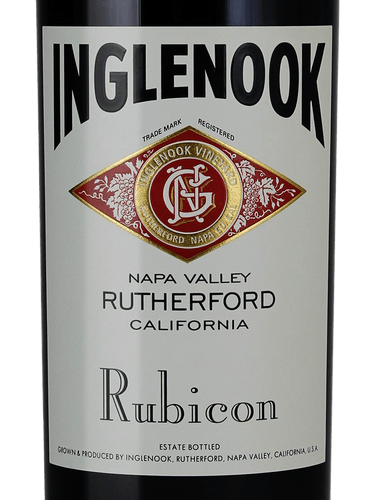 INGLENOOK
TRADE MARK REGISTERED
INGLENOOK VINEYARD
RUTHERFORD NAPA CO. CAL.
NAPA VALLEY
RUTHERFORD
CALIFORNIA
Rubicon
ESTATE BOTTLED
GROWN & PRODUCED BY INGLENOOK, RUTHERFORD, NAPA VALLEY, CALIFORNIA, U.S.A.